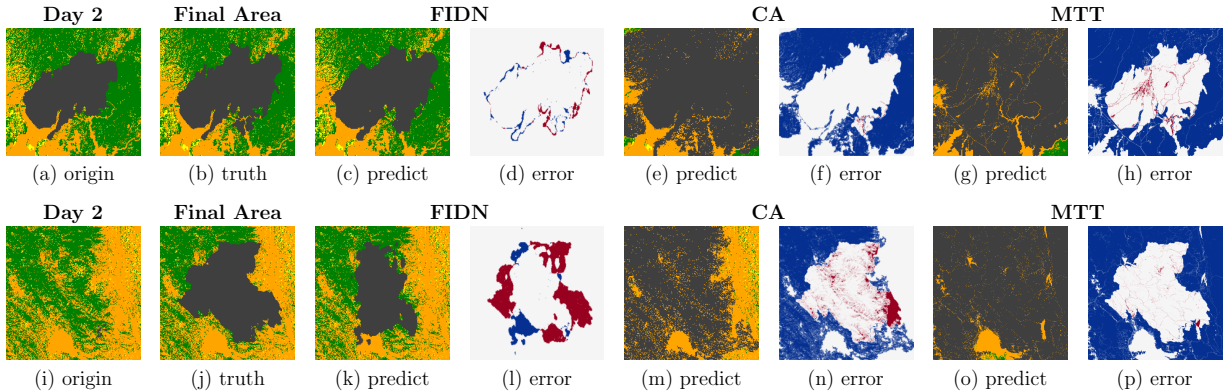 Day 2 Final Area FIDN CA MTT
(a) origin (b) truth (c) predict (d) error (e) predict (f) error (g) predict (h) error
Day 2 Final Area FIDN CA MTT
(i) origin (j) truth (k) predict (l) error (m) predict (n) error (o) predict (p) error